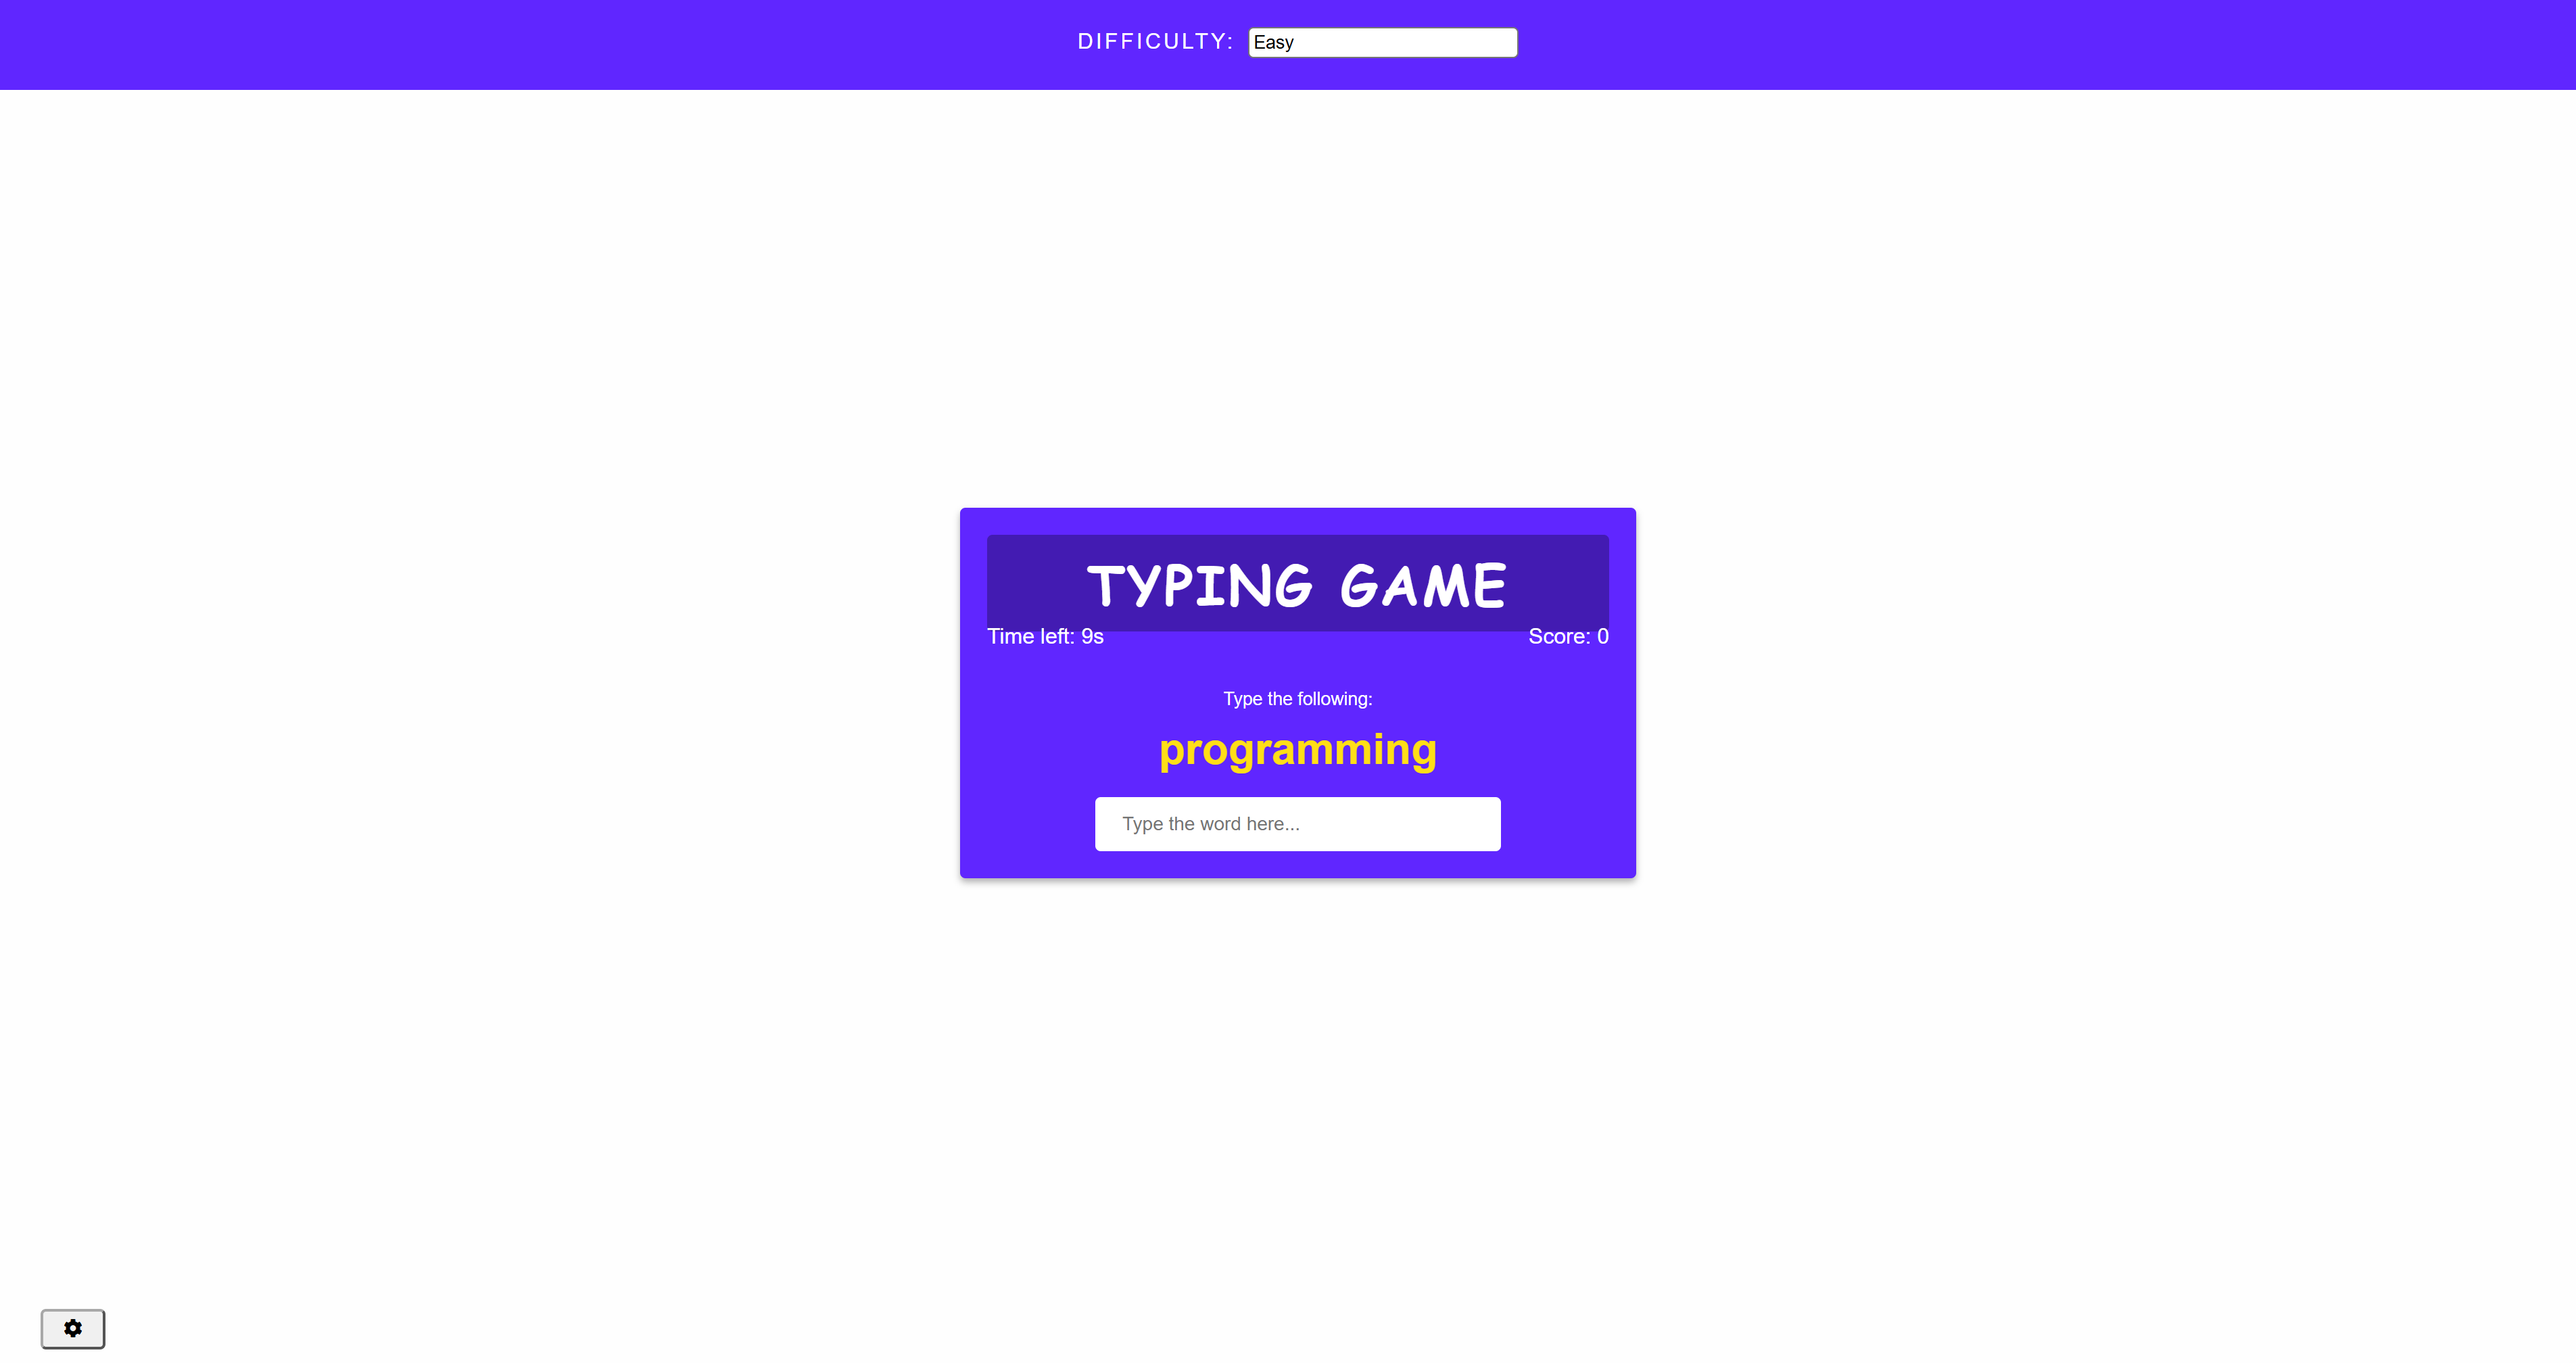 DIFFICULTY: Easy
TYPING GAME
Time left: 9s Score: 0
Type the following:
programming
Type the word here...